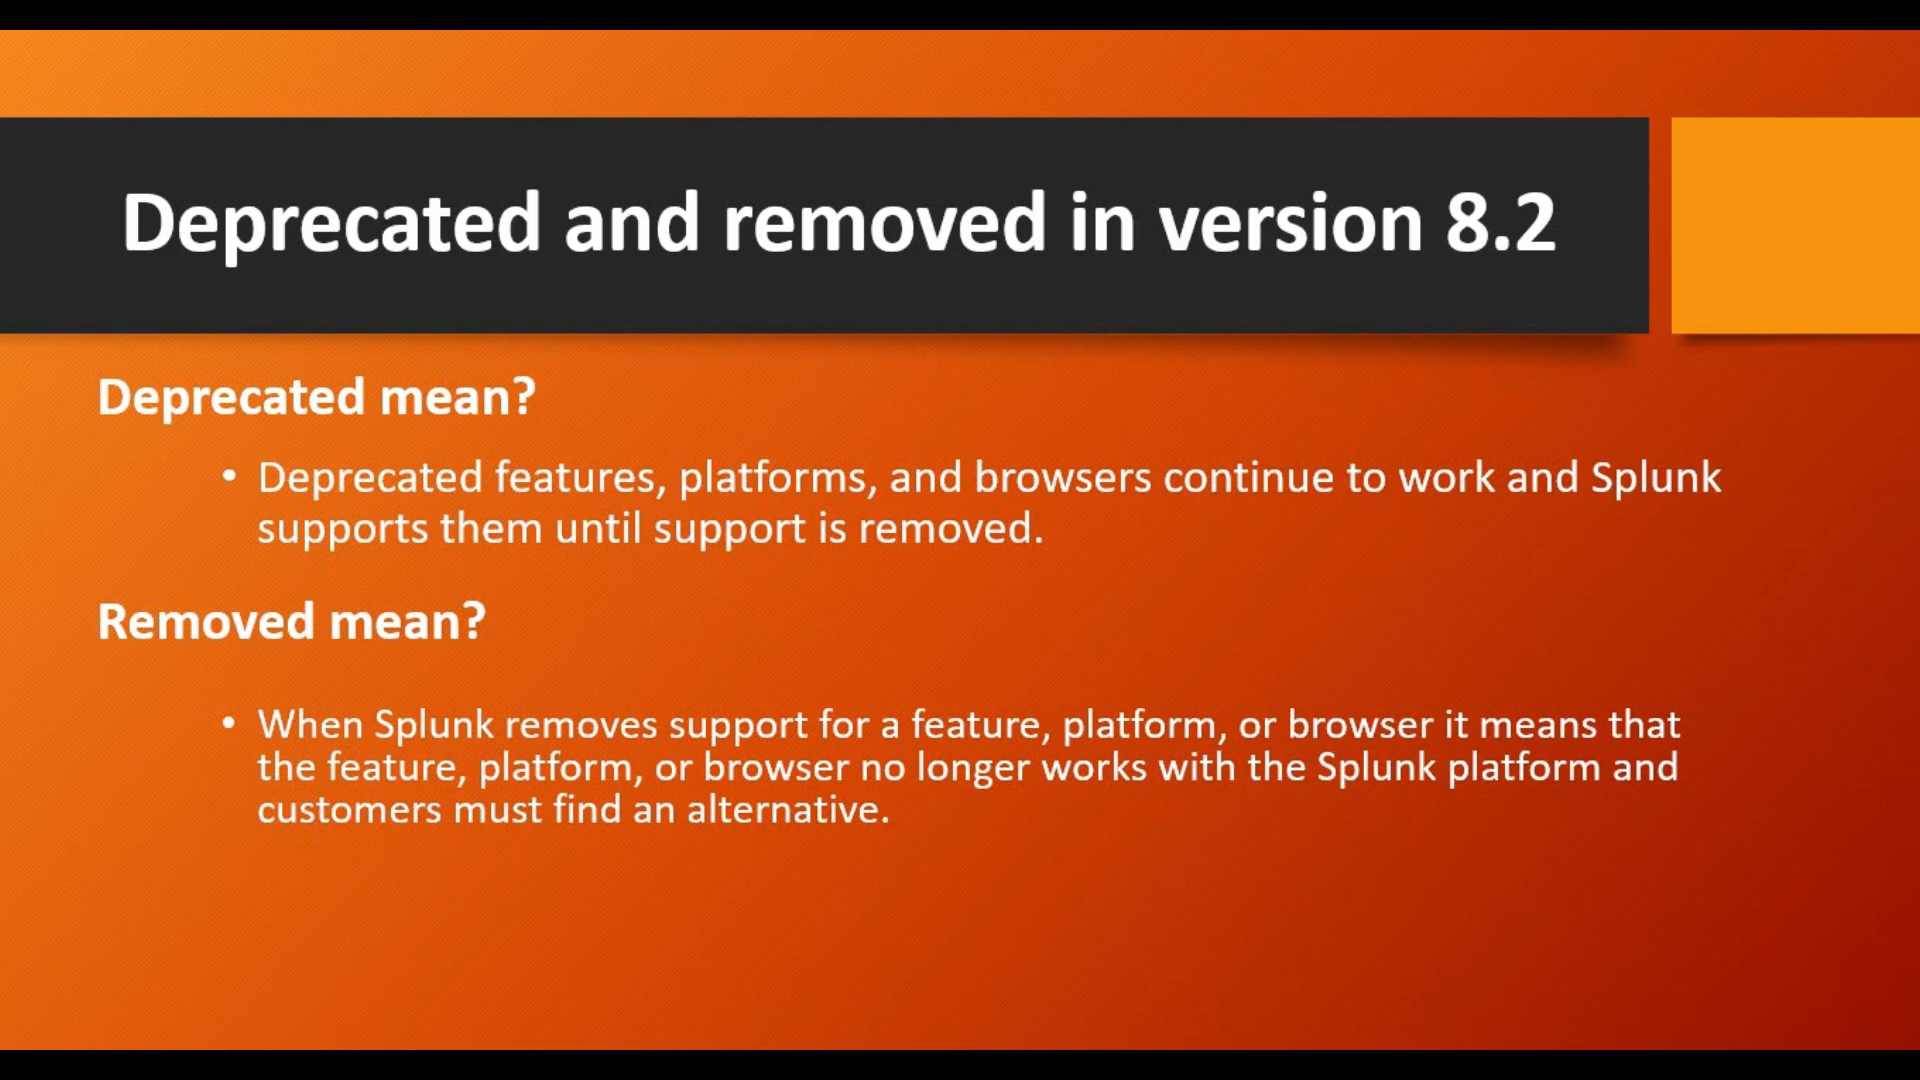 Deprecated and removed in version 8.2
Deprecated mean?
• Deprecated features, platforms, and browsers continue to work and Splunk
supports them until support is removed.
Removed mean?
• When Splunk removes support for a feature, platform, or browser it means that
the feature, platform, or browser no longer works with the Splunk platform and
customers must find an alternative.